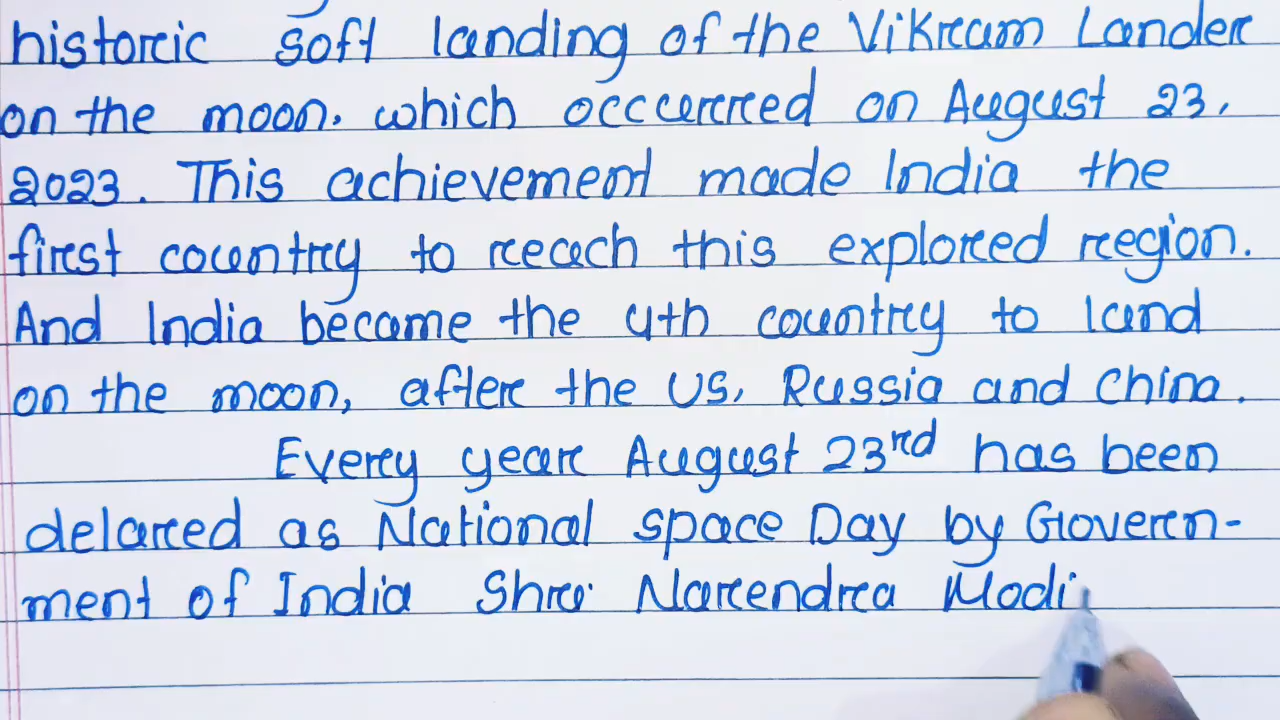 historic soft landing of the Vikram Lander
on the moon. which occurred on August 23,
2023. This achievement made India the
first country to reach this explored region.
And India became the 4th country to land
on the moon, after the US, Russia and China.
Every year August 23rd has been
delared as National space Day by Govern-
ment of India Shree Narendra Modi